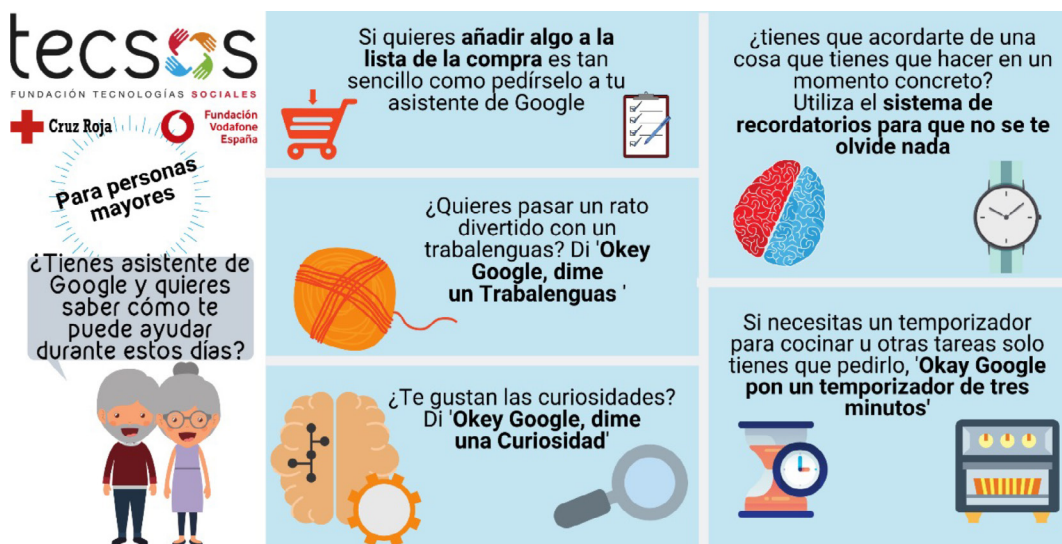 tecsos
FUNDACIÓN TECNOLOGÍAS SOCIALES
Cruz Roja
Fundación
Vodafone
España
Para personas
mayores
¿Tienes asistente de
Google y quieres
saber cómo te
puede ayudar
durante estos días?
Si quieres añadir algo a la
lista de la compra es tan
sencillo como pedírselo a tu
asistente de Google
¿Quieres pasar un rato
divertido con un
trabalenguas? Di 'Okey
Google, dime
un Trabalenguas '
¿Te gustan las curiosidades?
Di 'Okey Google, dime
una Curiosidad'
¿tienes que acordarte de una
cosa que tienes que hacer en un
momento concreto?
Utiliza el sistema de
recordatorios para que no se te
olvide nada
Si necesitas un temporizador
para cocinar u otras tareas solo
tienes que pedirlo, 'Okay Google
pon un temporizador de tres
minutos'